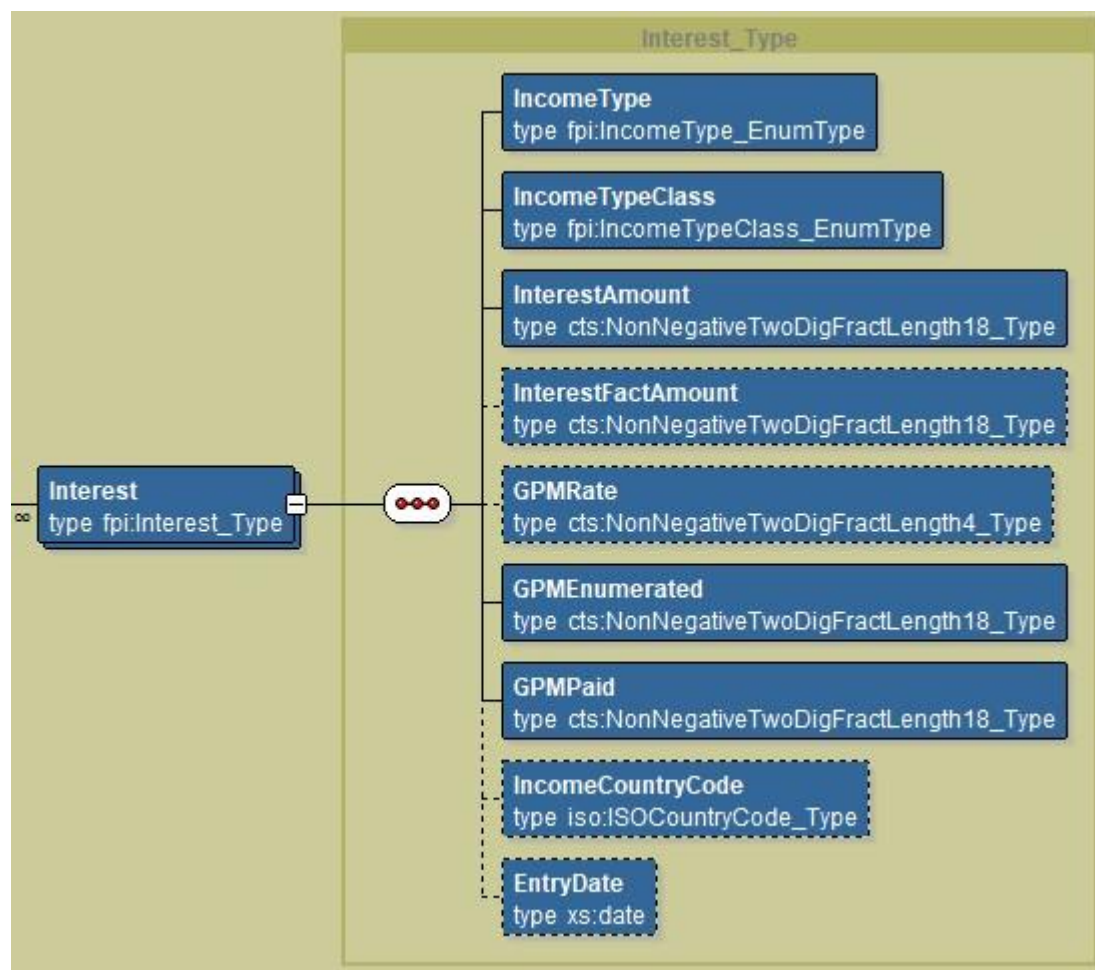 Interest_Type
IncomeType
type fpi:IncomeType_EnumType
IncomeTypeClass
type fpi:IncomeTypeClass_EnumType
InterestAmount
type cts:NonNegativeTwoDigFractLength18_Type
InterestFactAmount
type cts:NonNegativeTwoDigFractLength18_Type
Interest
type fpi:Interest_Type
∞
GPMRate
type cts:NonNegativeTwoDigFractLength4_Type
GPMEnumerated
type cts:NonNegativeTwoDigFractLength18_Type
GPMPaid
type cts:NonNegativeTwoDigFractLength18_Type
IncomeCountryCode
type iso:ISOCountryCode_Type
EntryDate
type xs:date